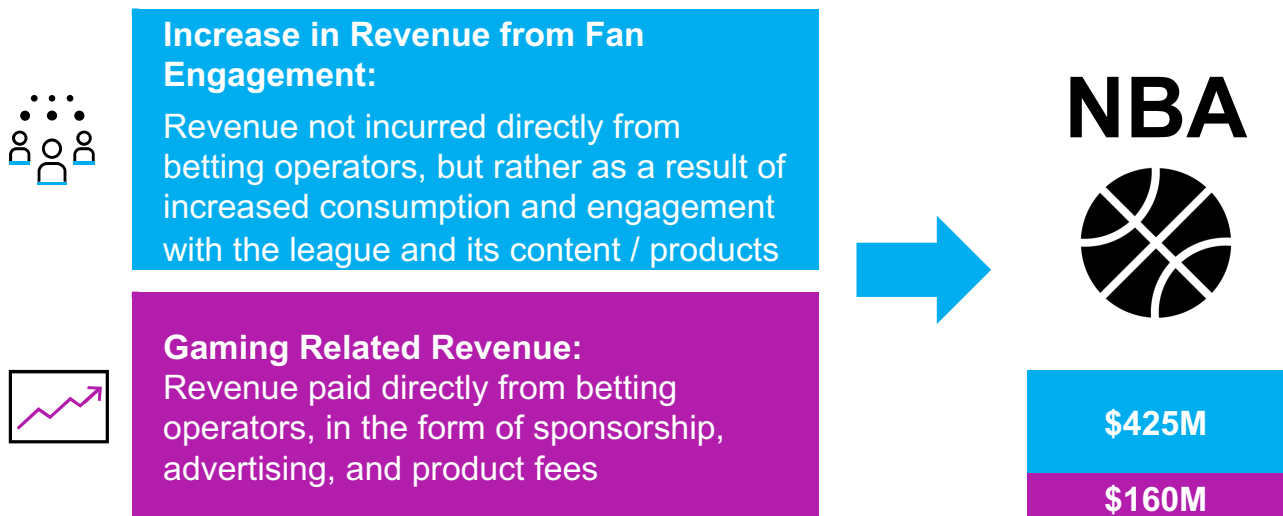 Increase in Revenue from Fan
Engagement:
Revenue not incurred directly from
betting operators, but rather as a result of
increased consumption and engagement
with the league and its content / products
Gaming Related Revenue:
Revenue paid directly from betting
operators, in the form of sponsorship,
advertising, and product fees
NBA
$425M
$160M